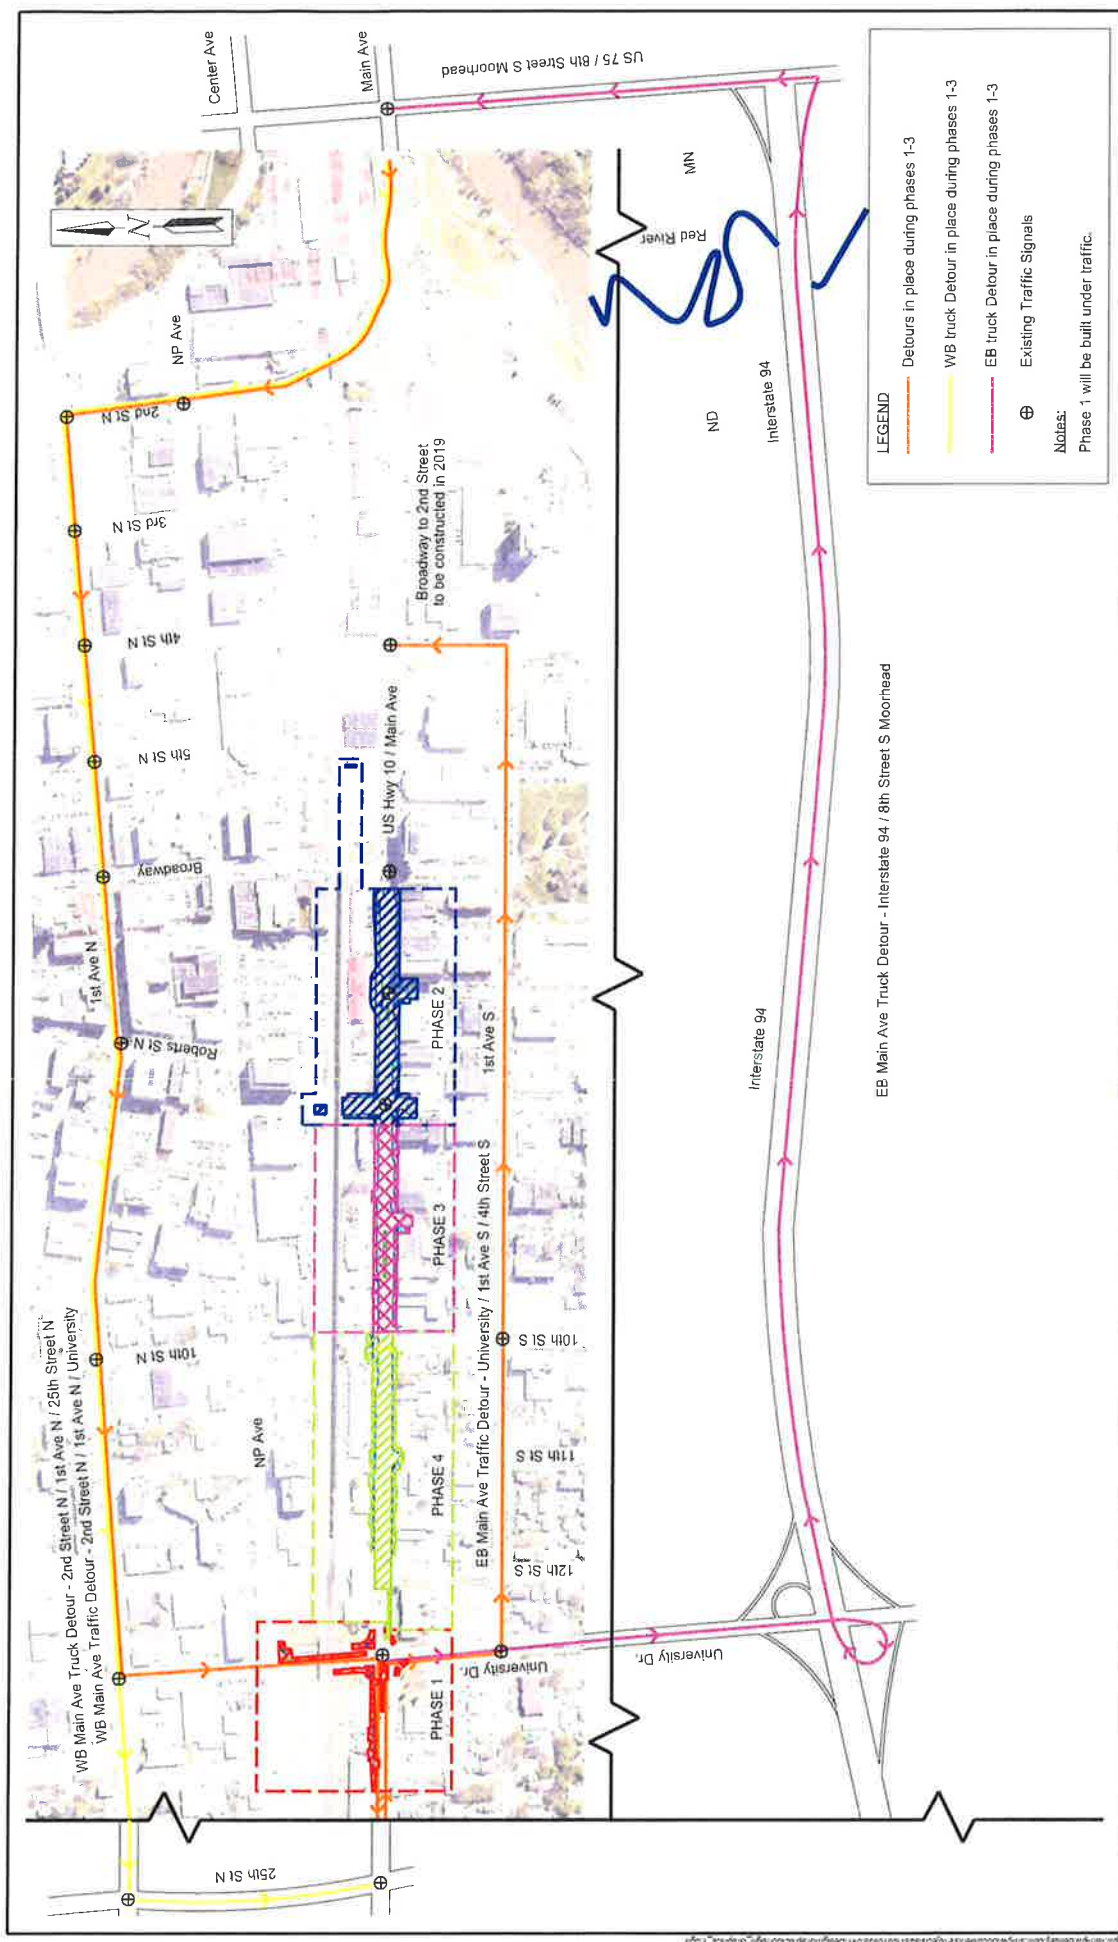 WB Main Ave Truck Detour - 2nd Street N / 1st Ave N / 25th Street N
WB Main Ave Traffic Detour - 2nd Street N / 1st Ave N / University
25th St N
10th St N
Roberts St N
1st Ave N
Broadway
5th St N
4th St N
3rd St N
2nd St N
NP Ave
NP Ave
N
Center Ave
Main Ave
US 75 / 8th Street S Moorhead
PHASE 1
PHASE 4
PHASE 3
PHASE 2
US Hwy 10 / Main Ave
Broadway to 2nd Street
to be constructed in 2019
EB Main Ave Traffic Detour - University / 1st Ave S / 4th Street S
1st Ave S
University Dr.
12th St S
11th St S
10th St S
University Dr.
Red River
ND
MN
Interstate 94
Interstate 94
EB Main Ave Truck Detour - Interstate 94 / 8th Street S Moorhead
LEGEND
Detours in place during phases 1-3
WB truck Detour in place during phases 1-3
EB truck Detour in place during phases 1-3
Existing Traffic Signals
Notes:
Phase 1 will be built under traffic.